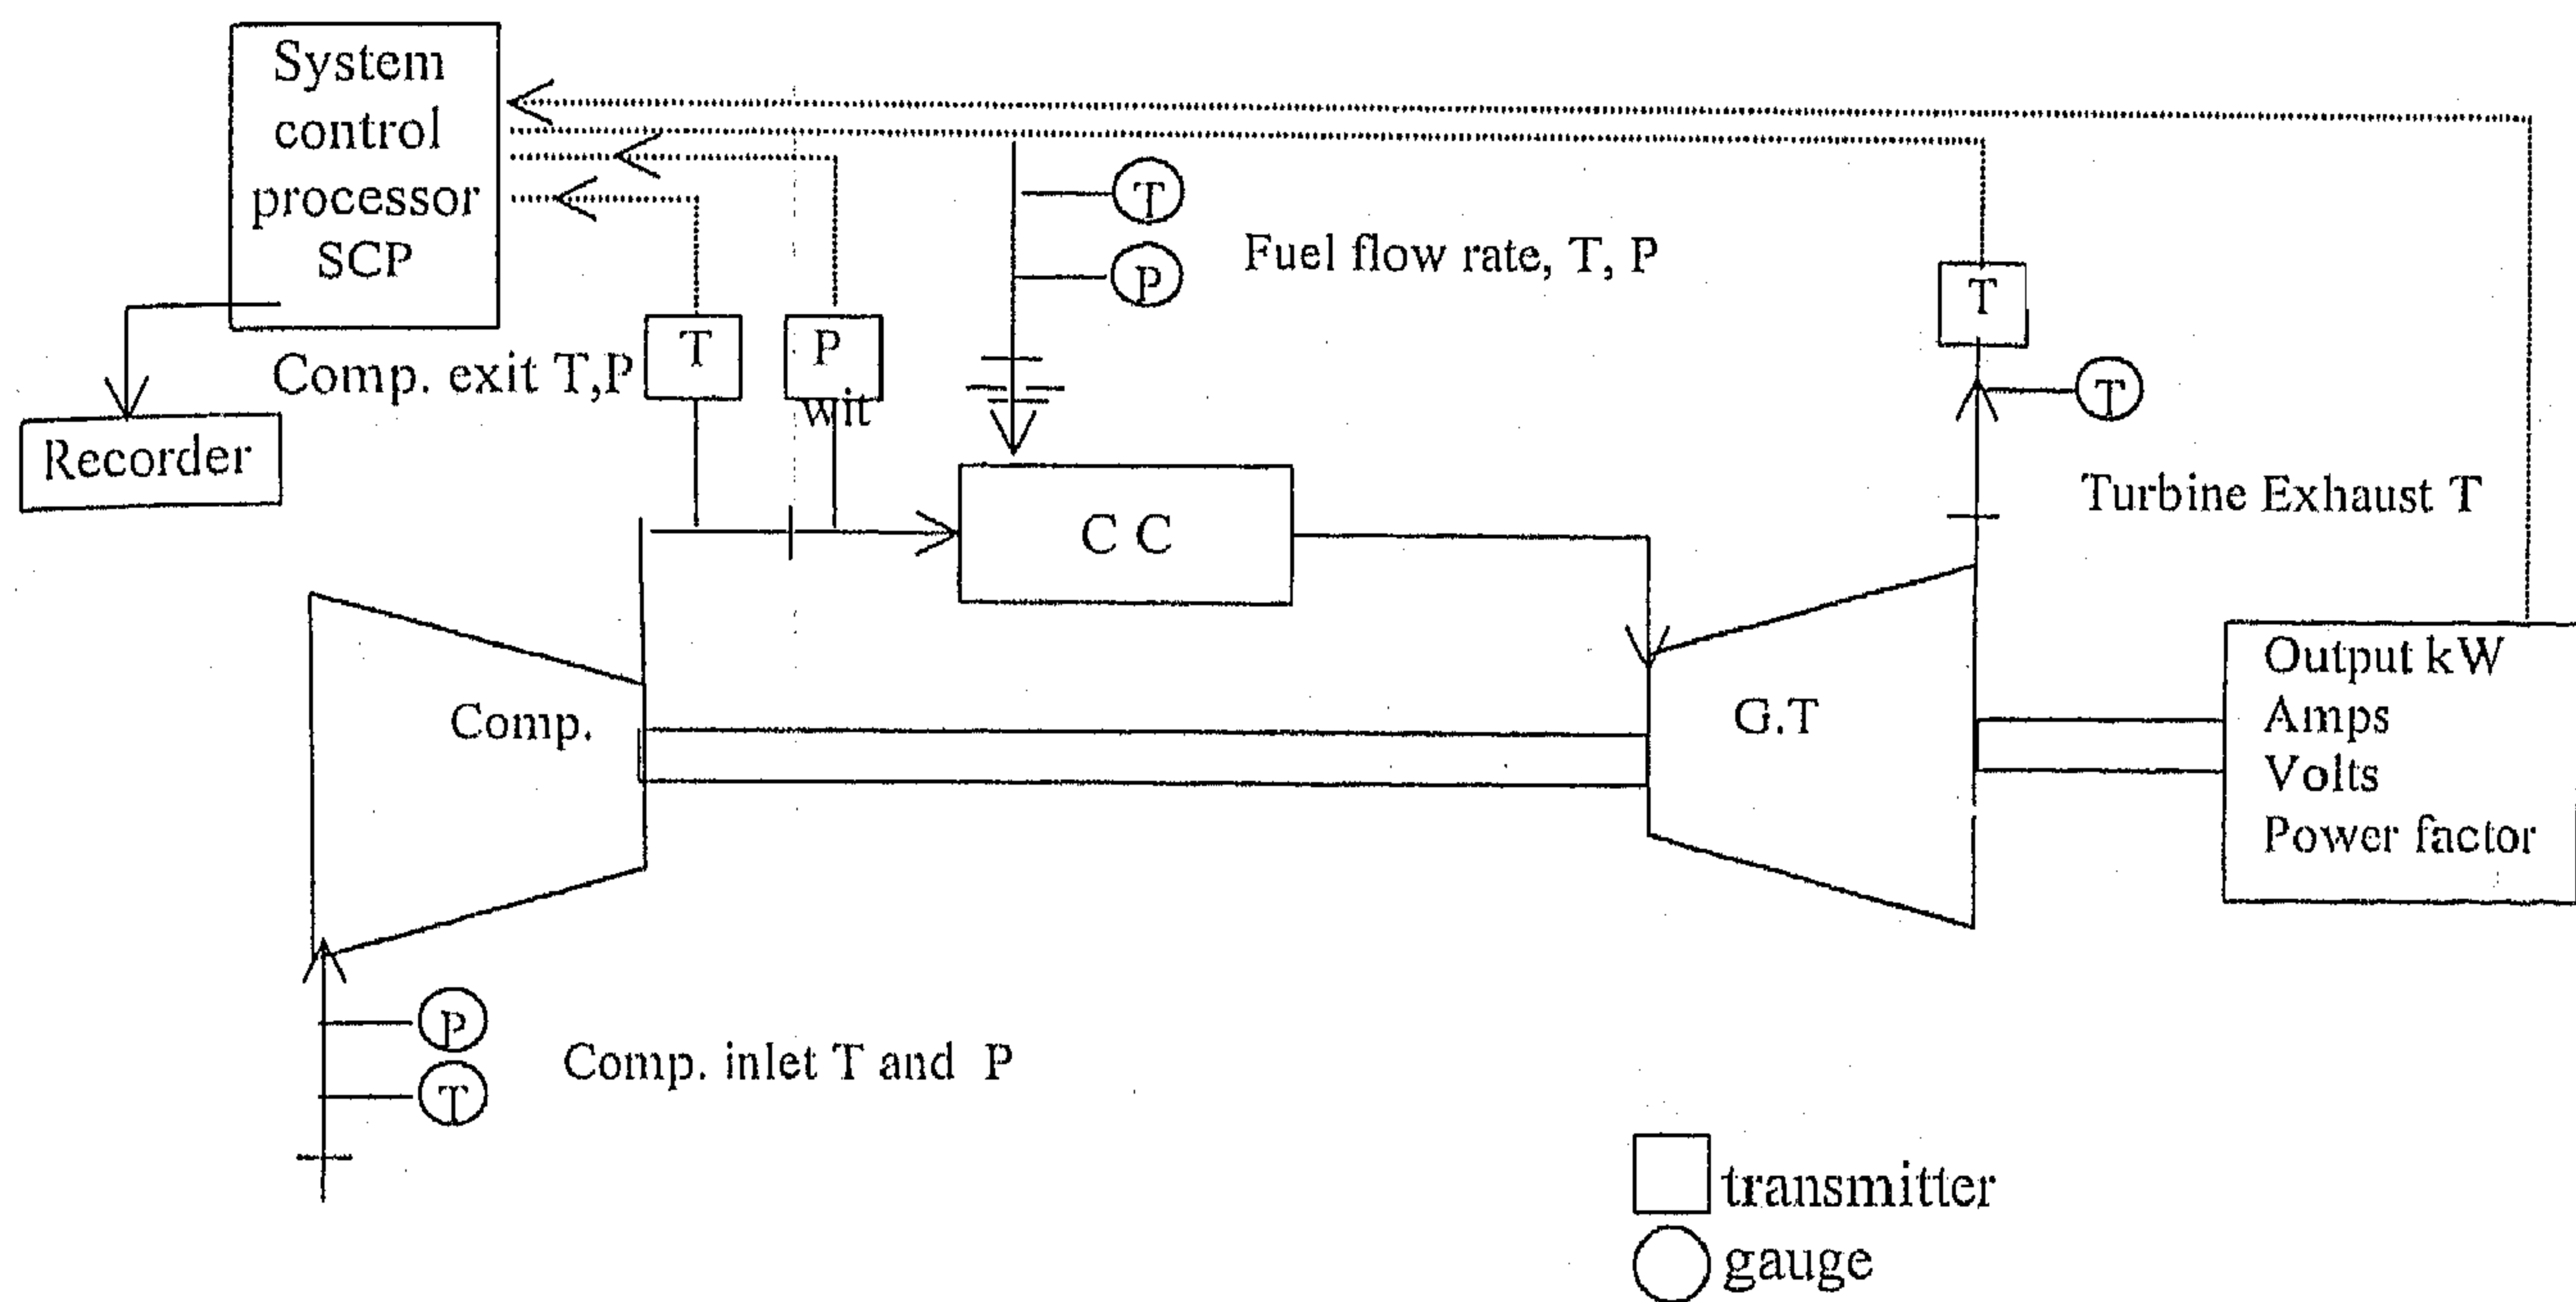 System
control
processor
SCP
T
P
Fuel flow rate, T, P
T
T
P
wit
Comp. exit T,P
T
Recorder
Turbine Exhaust T
C C
Comp.
G.T
Output kW
Amps
Volts
Power factor
P
T
Comp. inlet T and P
transmitter
gauge